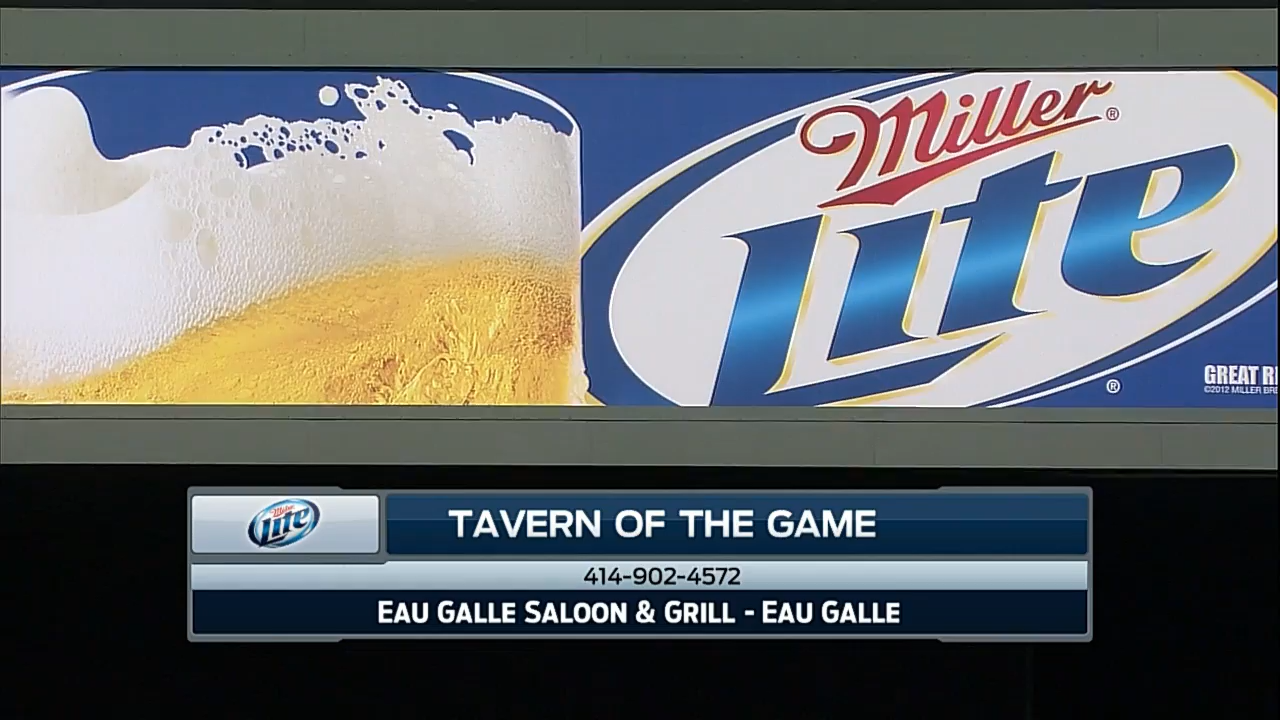 Miller®
Lite
®
GREAT R
©2012 MILLER BR
Miller
Lite
TAVERN OF THE GAME
414-902-4572
EAU GALLE SALOON & GRILL - EAU GALLE